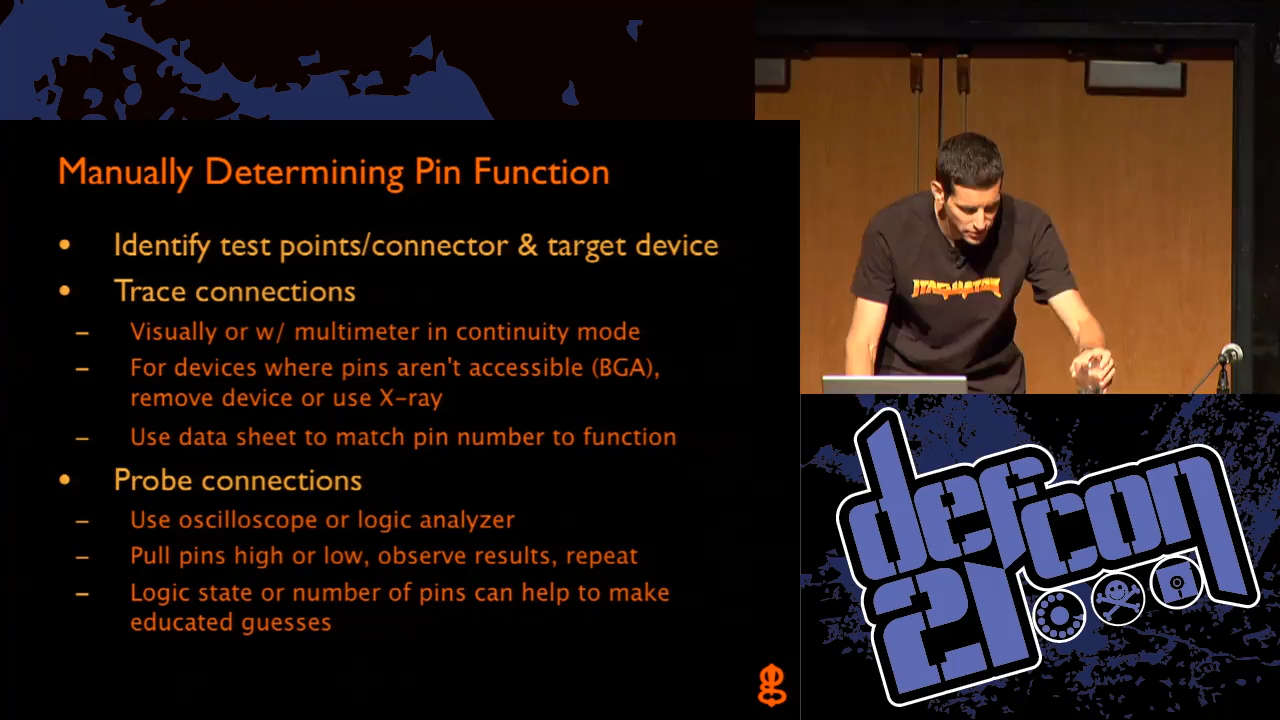 Manually Determining Pin Function
• Identify test points/connector & target device
• Trace connections
– Visually or w/ multimeter in continuity mode
– For devices where pins aren't accessible (BGA),
remove device or use X-ray
– Use data sheet to match pin number to function
• Probe connections
– Use oscilloscope or logic analyzer
– Pull pins high or low, observe results, repeat
– Logic state or number of pins can help to make
educated guesses
defcon
21